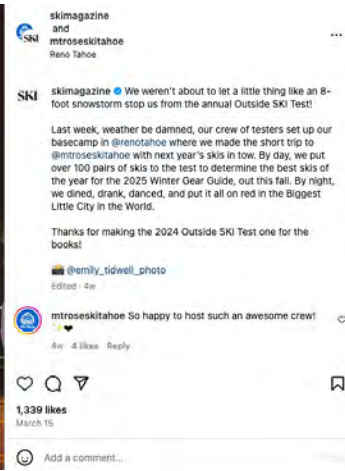 skimagazine
and
mtroseskitahoe
Reno Tahoe
SKI
SKI
skimagazine We weren't about to let a little thing like an 8-
foot snowstorm stop us from the annual Outside SKI Test!
Last week, weather be damned, our crew of testers set up our
basecamp in @renotahoe where we made the short trip to
@mtroseskitahoe with next year's skis in tow. By day, we put
over 100 pairs of skis to the test to determine the best skis of
the year for the 2025 Winter Gear Guide, out this fall. By night,
we dined, drank, danced, and put it all on red in the Biggest
Little City in the World.
Thanks for making the 2024 Outside SKI Test one for the
books!
📸 @emily_tidwell_photo
Edited · 4w
mtroseskitahoe So happy to host such an awesome crew!
✨❤
4w 4 likes Reply
1,339 likes
March 15
Add a comment...